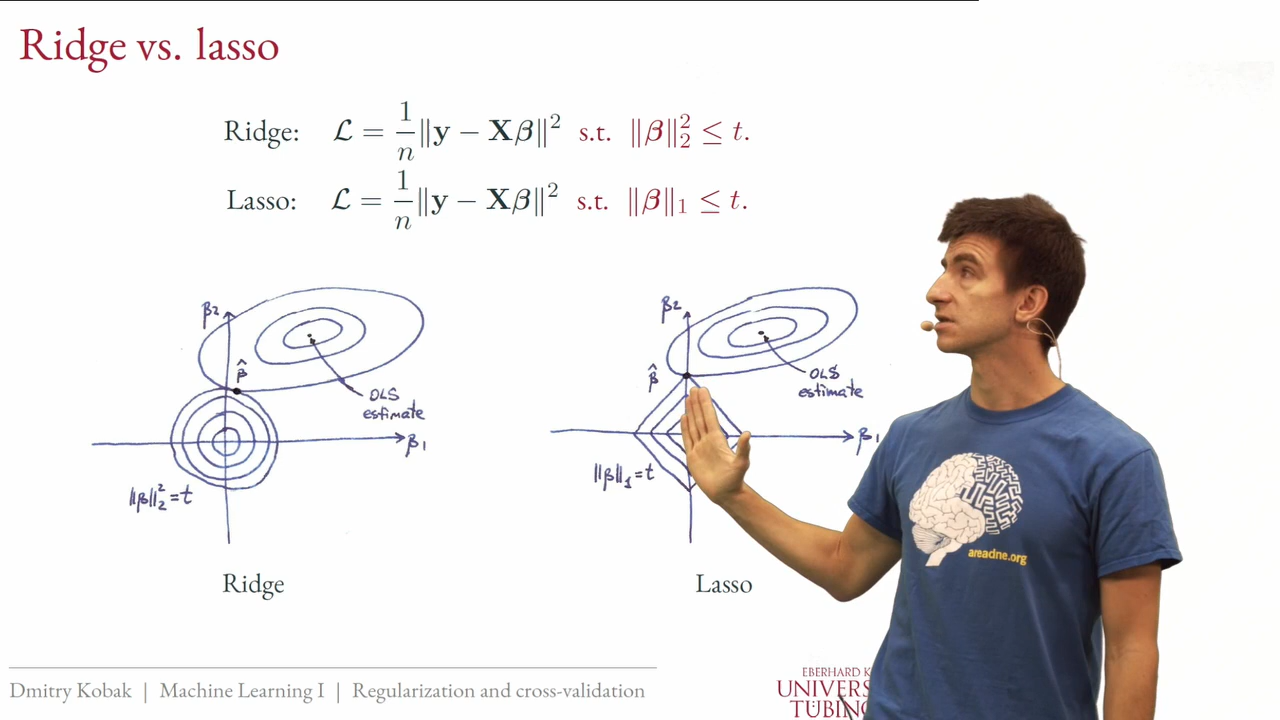 Ridge vs. lasso
Ridge: ℒ = 1/n ‖y − Xβ‖² s.t. ‖β‖₂² ≤ t.
Lasso: ℒ = 1/n ‖y − Xβ‖² s.t. ‖β‖₁ ≤ t.
β₂
β̂
OLS
estimate
β₁
‖β‖₂² = t
Ridge
β₂
β̂
OLS
estimate
β₁
‖β‖₁ = t
Lasso
areadne.org
Dmitry Kobak | Machine Learning I | Regularization and cross-validation
EBERHARD K
UNIVERS
TÜBING